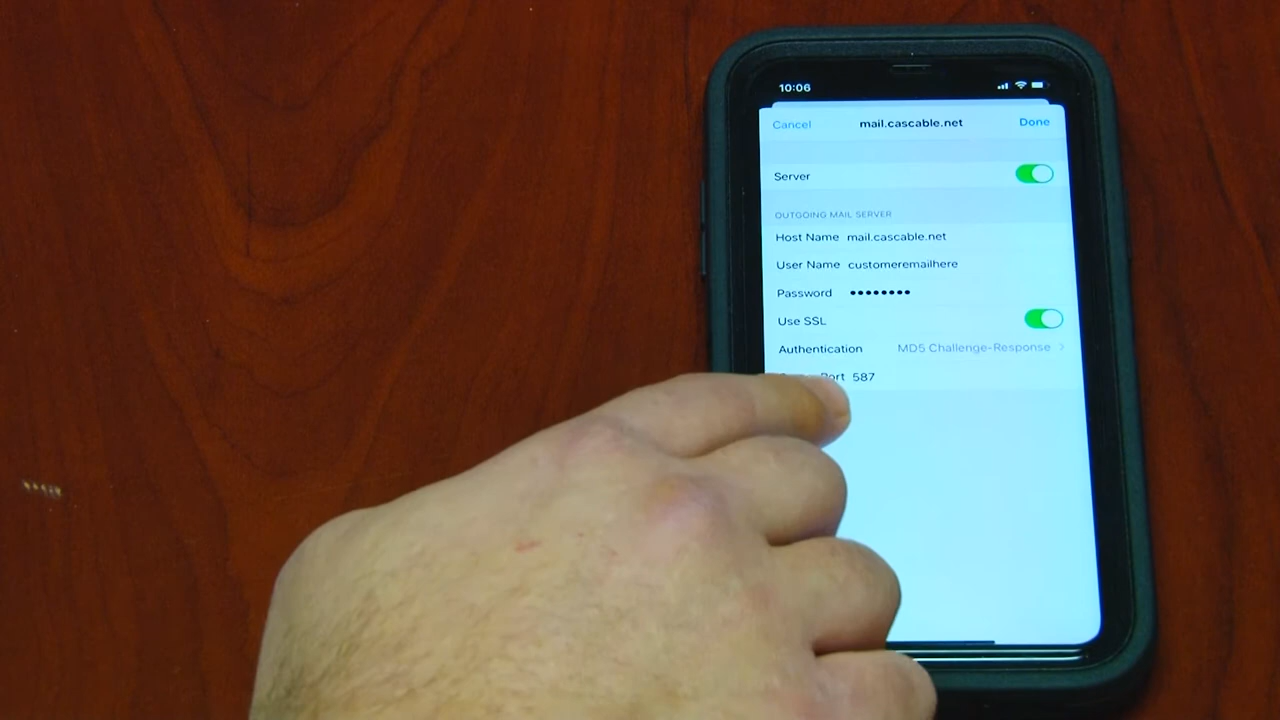 10:06
Cancel mail.cascable.net Done
Server
OUTGOING MAIL SERVER
Host Name mail.cascable.net
User Name customeremailhere
Password ••••••••
Use SSL
Authentication MD5 Challenge-Response >
Port 587